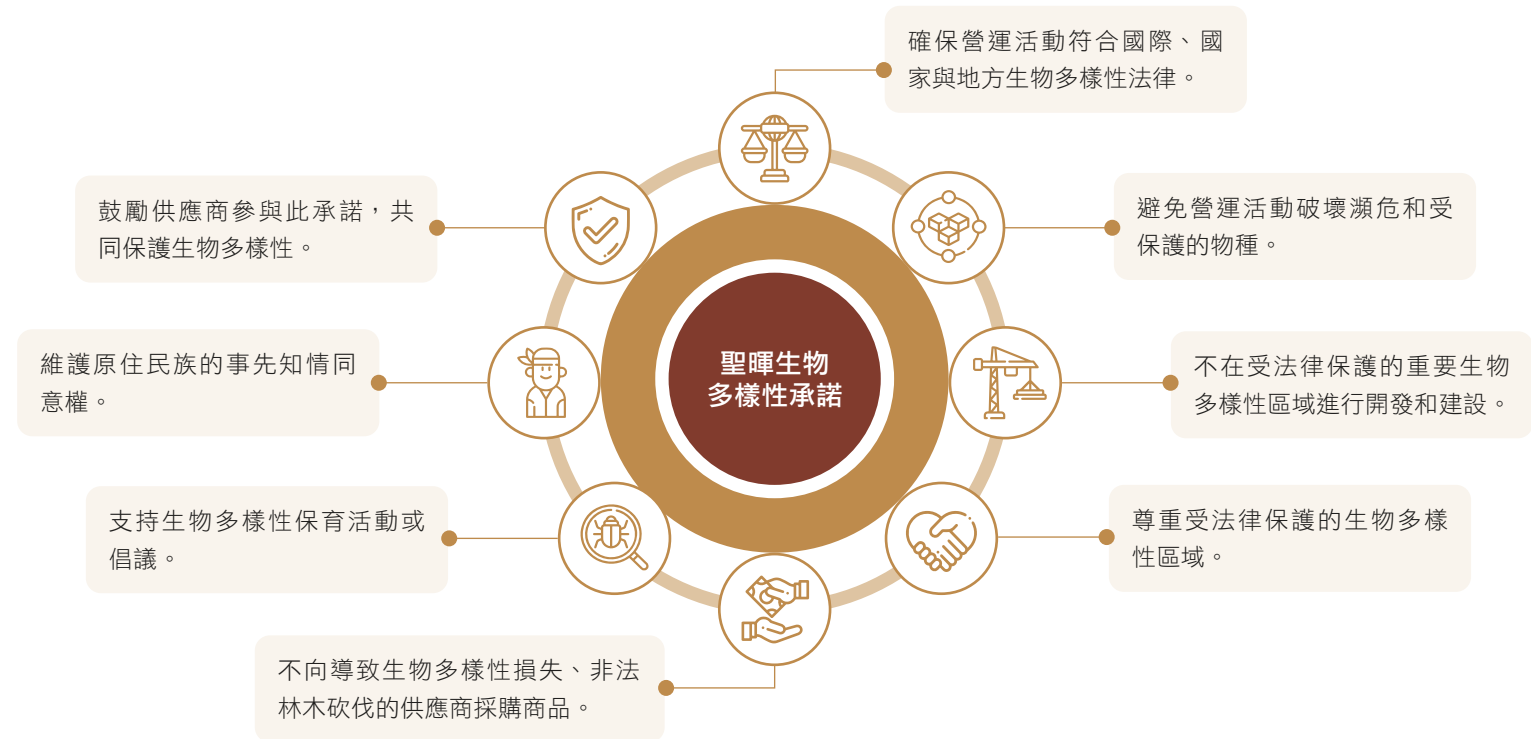 確保營運活動符合國際、國
家與地方生物多樣性法律。
避免營運活動破壞瀕危和受
保護的物種。
不在受法律保護的重要生物
多樣性區域進行開發和建設。
尊重受法律保護的生物多樣
性區域。
不向導致生物多樣性損失、非法
林木砍伐的供應商採購商品。
支持生物多樣性保育活動或
倡議。
維護原住民族的事先知情同
意權。
鼓勵供應商參與此承諾，共
同保護生物多樣性。
聖暉生物
多樣性承諾